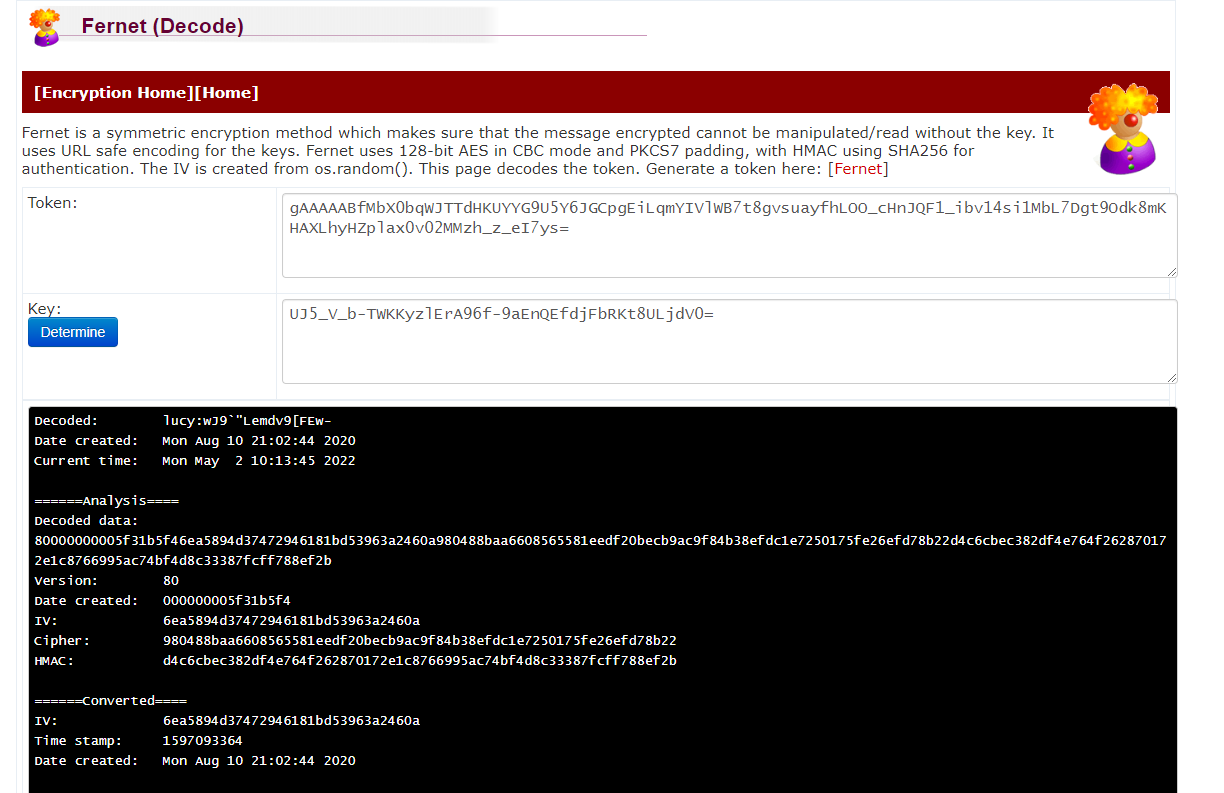 Fernet (Decode)
[Encryption Home][Home]
Fernet is a symmetric encryption method which makes sure that the message encrypted cannot be manipulated/read without the key. It
uses URL safe encoding for the keys. Fernet uses 128-bit AES in CBC mode and PKCS7 padding, with HMAC using SHA256 for
authentication. The IV is created from os.random(). This page decodes the token. Generate a token here: [Fernet]
Token:
gAAAAABfMbX0bqWJTTdHKUYYG9U5Y6JGCpgEiLqmYIVlWB7t8gvsuayfhLOO_cHnJQF1_ibv14si1MbL7Dgt9Odk8mK
HAXLhyHZplax0v02MMzh_z_eI7ys=
Key:
Determine
UJ5_V_b-TWKKyzlErA96f-9aEnQEfdjFbRKt8ULjdV0=
Decoded: lucy:wJ9`"Lemdv9[FEw-
Date created: Mon Aug 10 21:02:44 2020
Current time: Mon May  2 10:13:45 2022
======Analysis====
Decoded data:
80000000005f31b5f46ea5894d37472946181bd53963a2460a980488baa6608565581eedf20becb9ac9f84b38efdc1e7250175fe26efd78b22d4c6cbec382df4e764f26287017
2e1c8766995ac74bf4d8c33387fcff788ef2b
Version: 80
Date created: 000000005f31b5f4
IV: 6ea5894d37472946181bd53963a2460a
Cipher: 980488baa6608565581eedf20becb9ac9f84b38efdc1e7250175fe26efd78b22
HMAC: d4c6cbec382df4e764f262870172e1c8766995ac74bf4d8c33387fcff788ef2b
======Converted====
IV: 6ea5894d37472946181bd53963a2460a
Time stamp: 1597093364
Date created: Mon Aug 10 21:02:44 2020